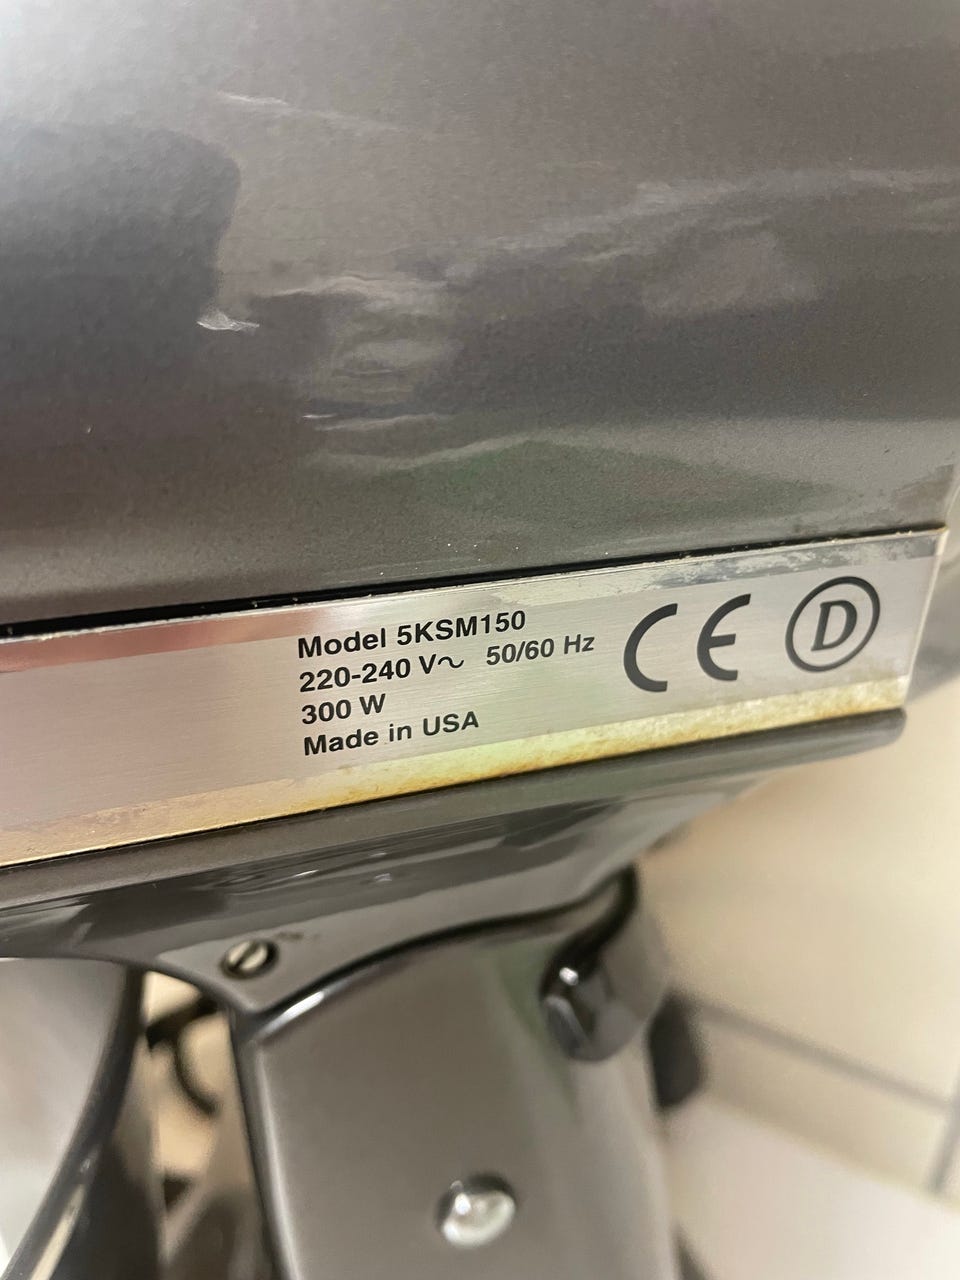 Model 5KSM150
220-240 V~ 50/60 Hz
300 W
Made in USA
CE
D